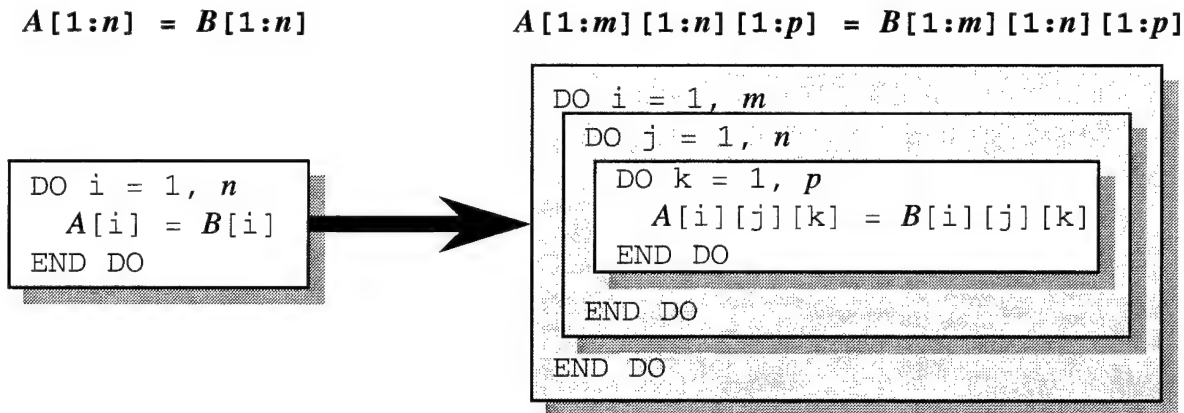 A[1:n] = B[1:n]
DO i = 1, n
A[i] = B[i]
END DO
A[1:m][1:n][1:p] = B[1:m][1:n][1:p]
DO i = 1, m
DO j = 1, n
DO k = 1, p
A[i][j][k] = B[i][j][k]
END DO
END DO
END DO